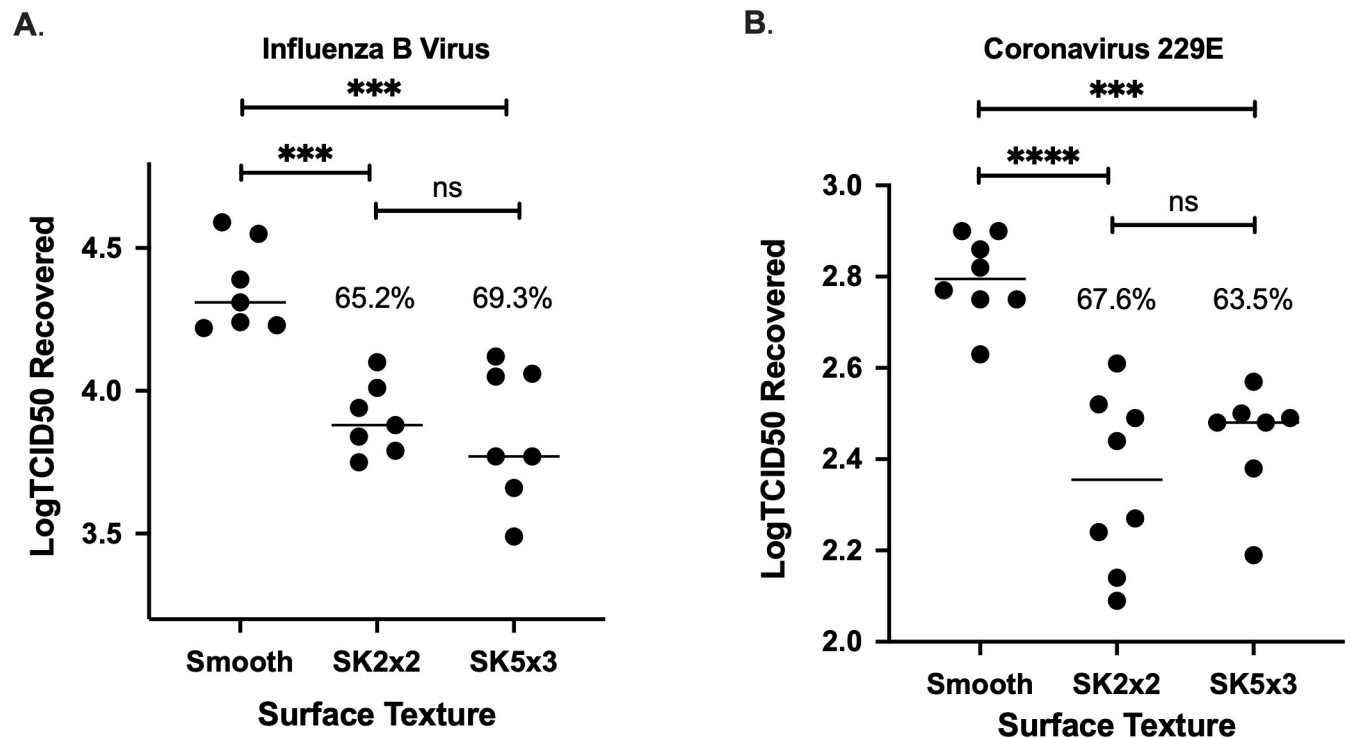 A.
Influenza B Virus
***
***
ns
LogTCID50 Recovered
4.5
4.0
3.5
65.2%
69.3%
Smooth
SK2x2
SK5x3
Surface Texture
B.
Coronavirus 229E
***
****
ns
LogTCID50 Recovered
3.0
2.8
2.6
2.4
2.2
2.0
67.6%
63.5%
Smooth
SK2x2
SK5x3
Surface Texture